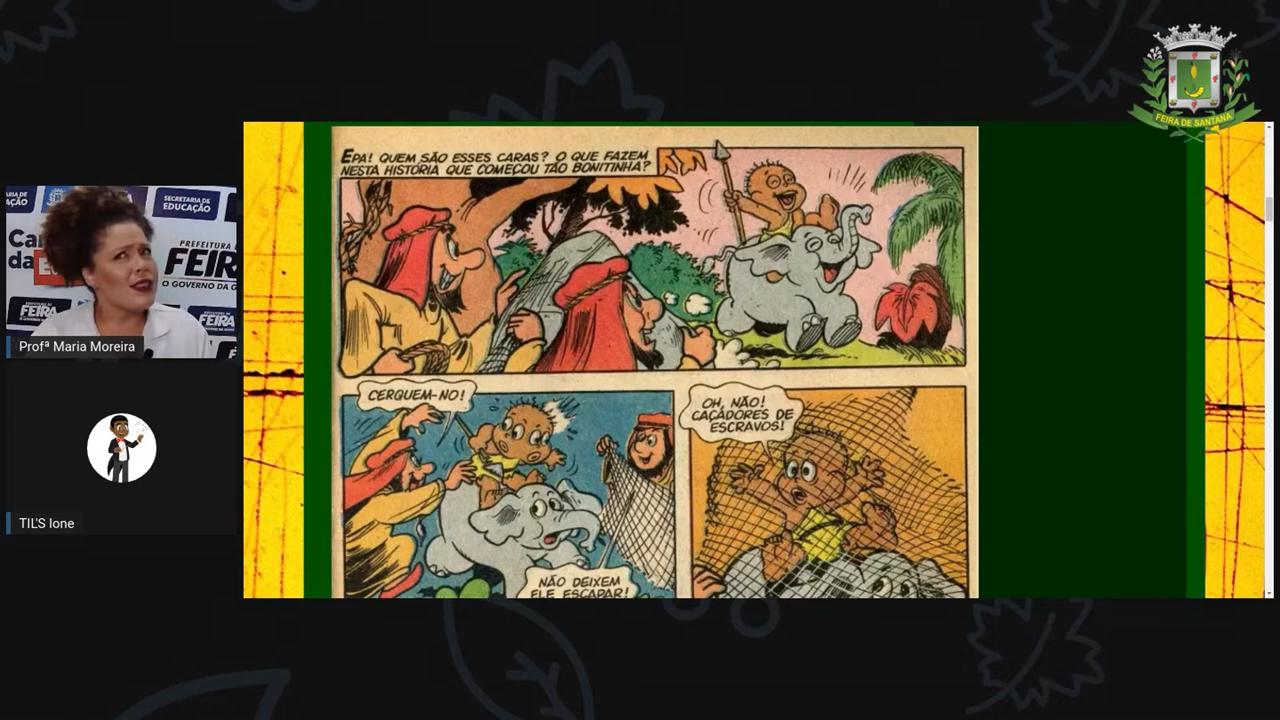 FEIRA DE SANTANA
EPA! QUEM SÃO ESSES CARAS? O QUE FAZEM
NESTA HISTÓRIA QUE COMEÇOU TÃO BONITINHA?
CERQUEM-NO!
OH, NÃO!
CAÇADORES DE
ESCRAVOS!
NÃO DEIXEM
ELE ESCAPAR!
SECRETARIA DE
EDUCAÇÃO
PREFEITURA
FEIR
O GOVERNO DA
FEIRA
Profª Maria Moreira
TIL'S Ione